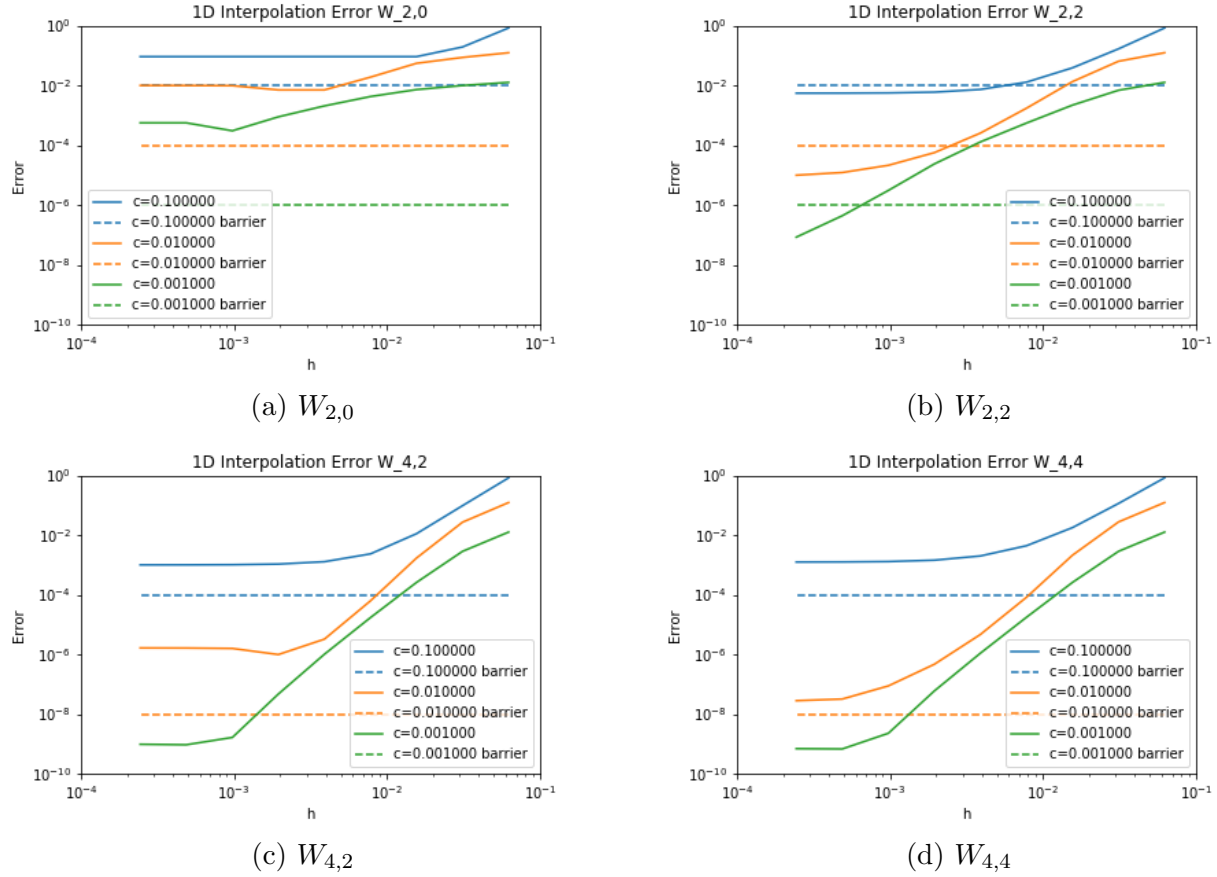 1D Interpolation Error W_2,0
10^0
10^-2
10^-4
10^-6
10^-8
10^-10
Error
c=0.100000
c=0.100000 barrier
c=0.010000
c=0.010000 barrier
c=0.001000
c=0.001000 barrier
10^-4
10^-3
10^-2
10^-1
h
(a) W_{2,0}
1D Interpolation Error W_2,2
10^0
10^-2
10^-4
10^-6
10^-8
10^-10
Error
c=0.100000
c=0.100000 barrier
c=0.010000
c=0.010000 barrier
c=0.001000
c=0.001000 barrier
10^-4
10^-3
10^-2
10^-1
h
(b) W_{2,2}
1D Interpolation Error W_4,2
10^0
10^-2
10^-4
10^-6
10^-8
10^-10
Error
c=0.100000
c=0.100000 barrier
c=0.010000
c=0.010000 barrier
c=0.001000
c=0.001000 barrier
10^-4
10^-3
10^-2
10^-1
h
(c) W_{4,2}
1D Interpolation Error W_4,4
10^0
10^-2
10^-4
10^-6
10^-8
10^-10
Error
c=0.100000
c=0.100000 barrier
c=0.010000
c=0.010000 barrier
c=0.001000
c=0.001000 barrier
10^-4
10^-3
10^-2
10^-1
h
(d) W_{4,4}